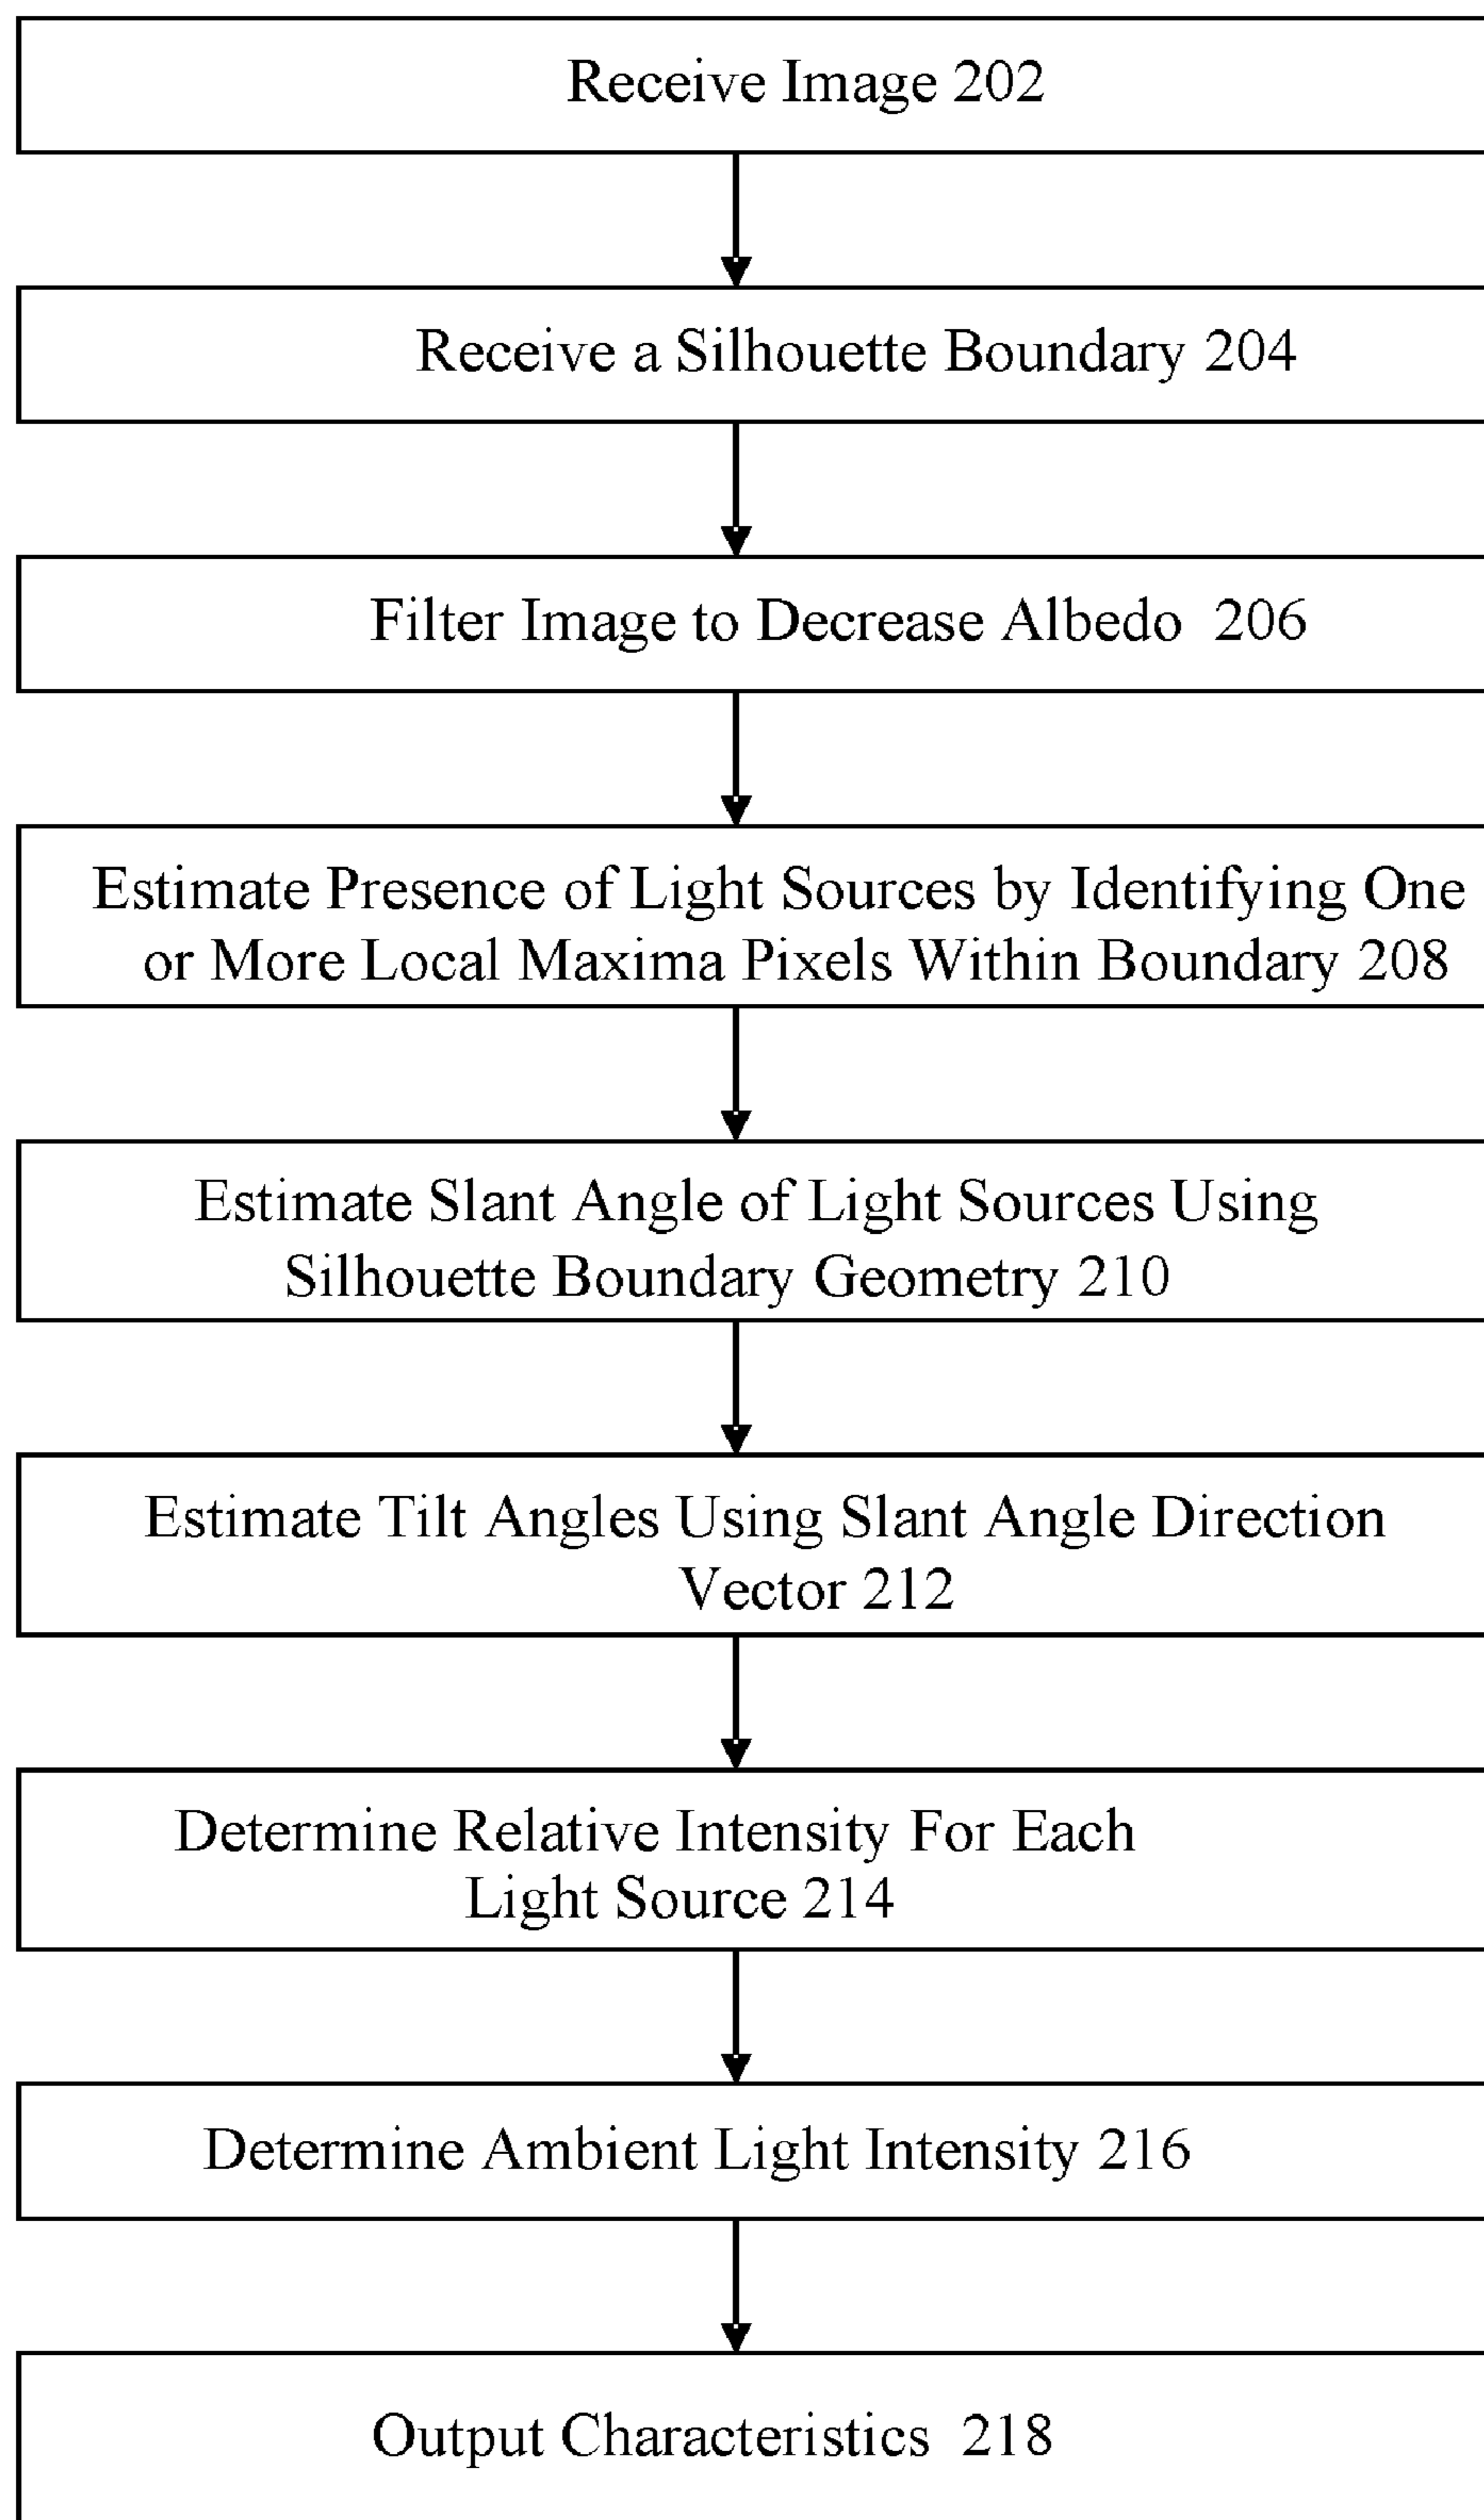 Receive Image 202
Receive a Silhouette Boundary 204
Filter Image to Decrease Albedo 206
Estimate Presence of Light Sources by Identifying One
or More Local Maxima Pixels Within Boundary 208
Estimate Slant Angle of Light Sources Using
Silhouette Boundary Geometry 210
Estimate Tilt Angles Using Slant Angle Direction
Vector 212
Determine Relative Intensity For Each
Light Source 214
Determine Ambient Light Intensity 216
Output Characteristics 218